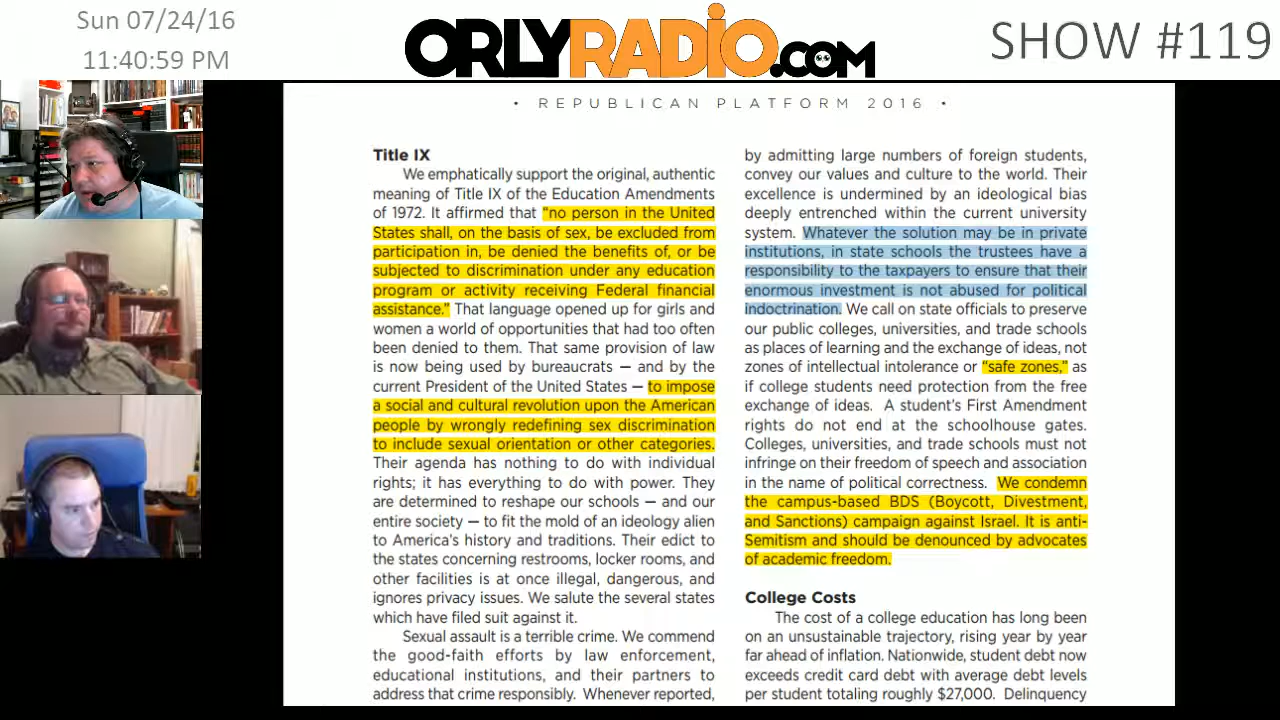 Sun 07/24/16
11:40:59 PM
ORLYRADiO.COM
SHOW #119
• REPUBLICAN PLATFORM 2016 •
Title IX
We emphatically support the original, authentic
meaning of Title IX of the Education Amendments
of 1972. It affirmed that “no person in the United
States shall, on the basis of sex, be excluded from
participation in, be denied the benefits of, or be
subjected to discrimination under any education
program or activity receiving Federal financial
assistance.” That language opened up for girls and
women a world of opportunities that had too often
been denied to them. That same provision of law
is now being used by bureaucrats — and by the
current President of the United States — to impose
a social and cultural revolution upon the American
people by wrongly redefining sex discrimination
to include sexual orientation or other categories.
Their agenda has nothing to do with individual
rights; it has everything to do with power. They
are determined to reshape our schools — and our
entire society — to fit the mold of an ideology alien
to America’s history and traditions. Their edict to
the states concerning restrooms, locker rooms, and
other facilities is at once illegal, dangerous, and
ignores privacy issues. We salute the several states
which have filed suit against it.
Sexual assault is a terrible crime. We commend
the good-faith efforts by law enforcement,
educational institutions, and their partners to
address that crime responsibly. Whenever reported,
by admitting large numbers of foreign students,
convey our values and culture to the world. Their
excellence is undermined by an ideological bias
deeply entrenched within the current university
system. Whatever the solution may be in private
institutions, in state schools the trustees have a
responsibility to the taxpayers to ensure that their
enormous investment is not abused for political
indoctrination. We call on state officials to preserve
our public colleges, universities, and trade schools
as places of learning and the exchange of ideas, not
zones of intellectual intolerance or “safe zones,” as
if college students need protection from the free
exchange of ideas. A student’s First Amendment
rights do not end at the schoolhouse gates.
Colleges, universities, and trade schools must not
infringe on their freedom of speech and association
in the name of political correctness. We condemn
the campus-based BDS (Boycott, Divestment,
and Sanctions) campaign against Israel. It is anti-
Semitism and should be denounced by advocates
of academic freedom.
College Costs
The cost of a college education has long been
on an unsustainable trajectory, rising year by year
far ahead of inflation. Nationwide, student debt now
exceeds credit card debt with average debt levels
per student totaling roughly $27,000. Delinquency